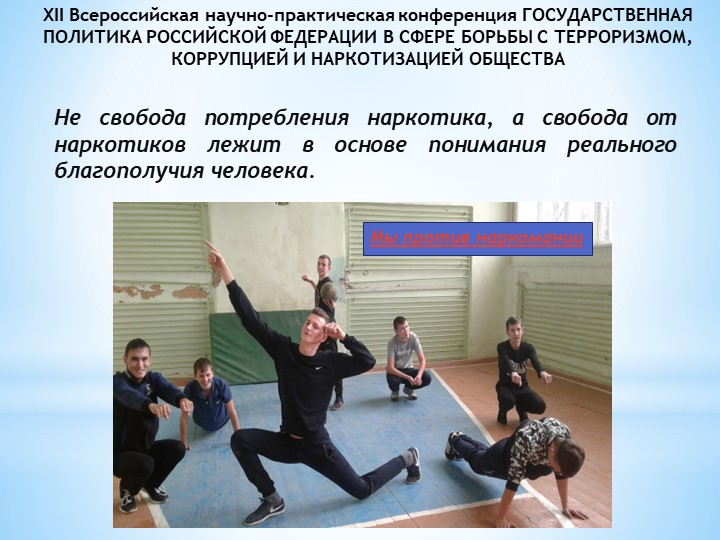 XII Всероссийская научно-практическая конференция ГОСУДАРСТВЕННАЯ
ПОЛИТИКА РОССИЙСКОЙ ФЕДЕРАЦИИ В СФЕРЕ БОРЬБЫ С ТЕРРОРИЗМОМ,
КОРРУПЦИЕЙ И НАРКОТИЗАЦИЕЙ ОБЩЕСТВА
Не свобода потребления наркотика, а свобода от
наркотиков лежит в основе понимания реального
благополучия человека.
Мы против наркомании